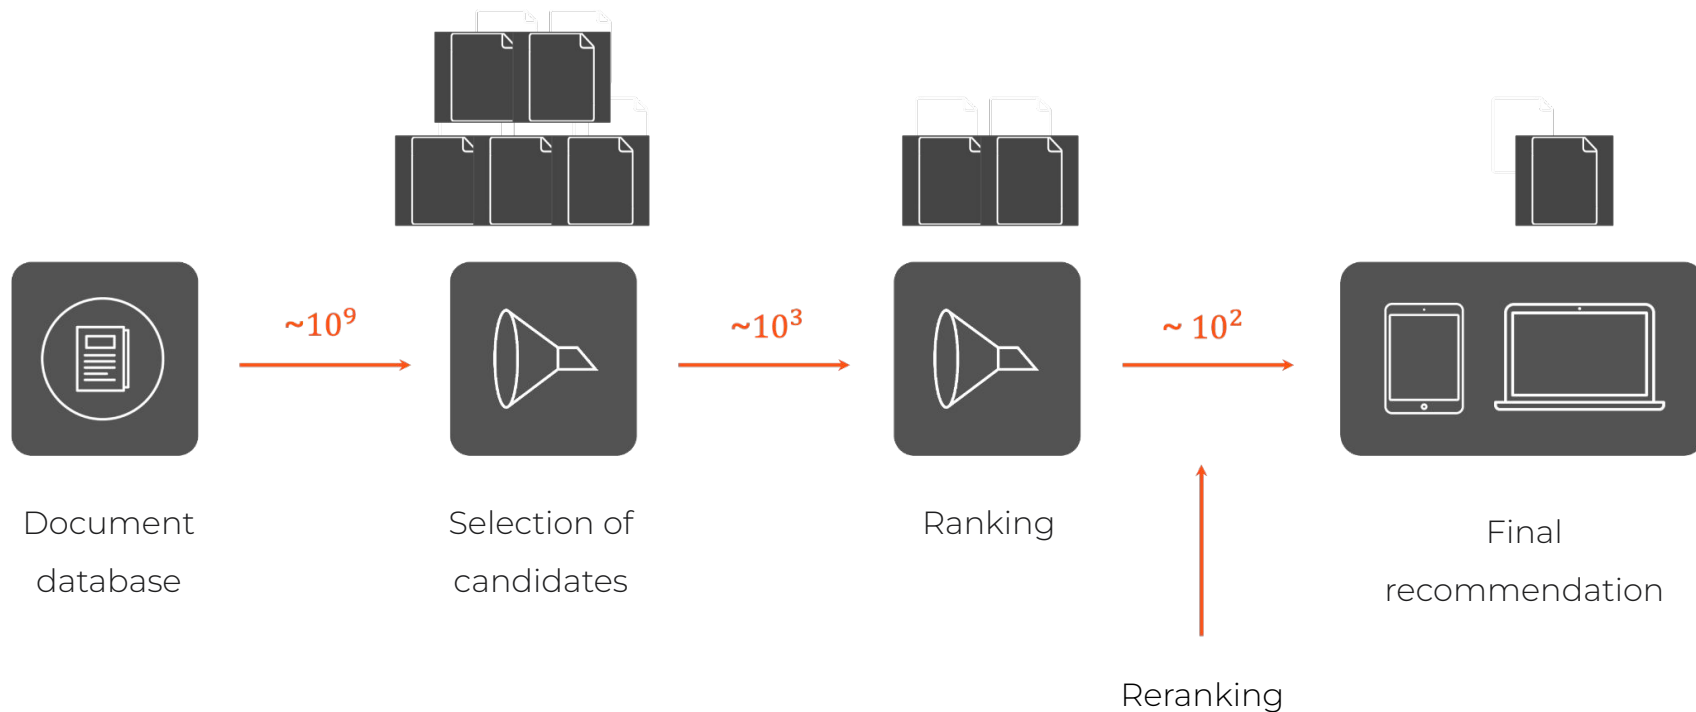 ~10⁹
~10³
~ 10²
Document
database
Selection of
candidates
Ranking
Final
recommendation
Reranking